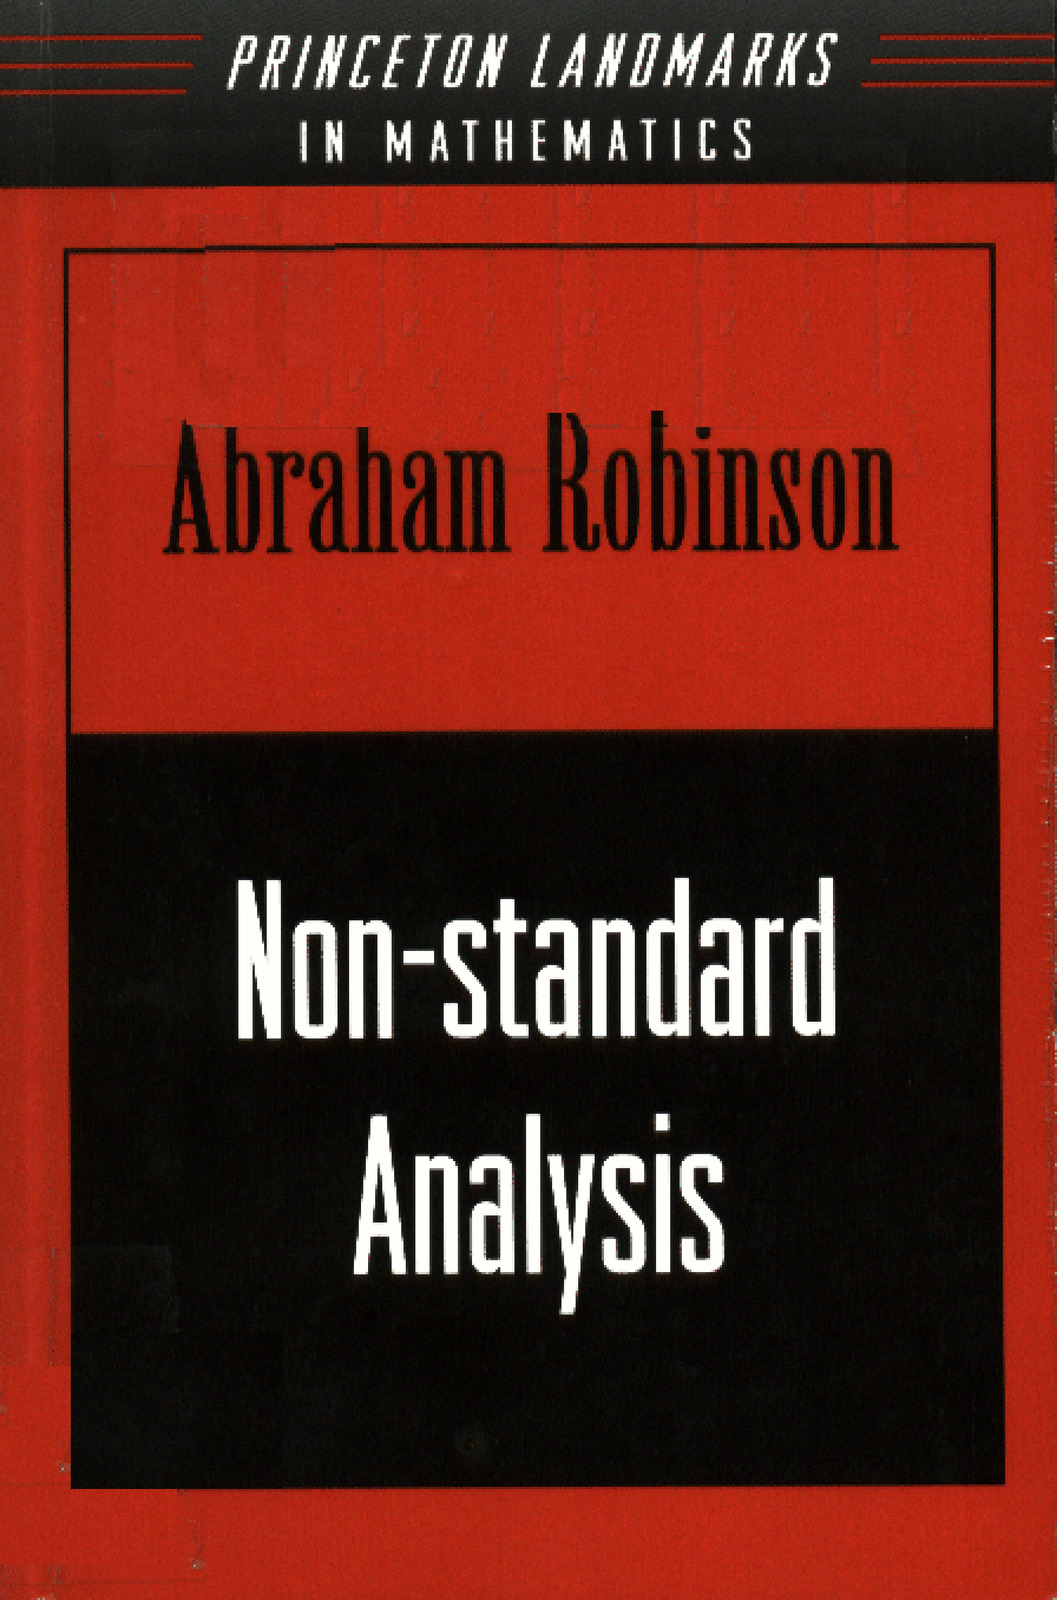 PRINCETON LANDMARKS
IN MATHEMATICS
Abraham Robinson
Non-standard
Analysis